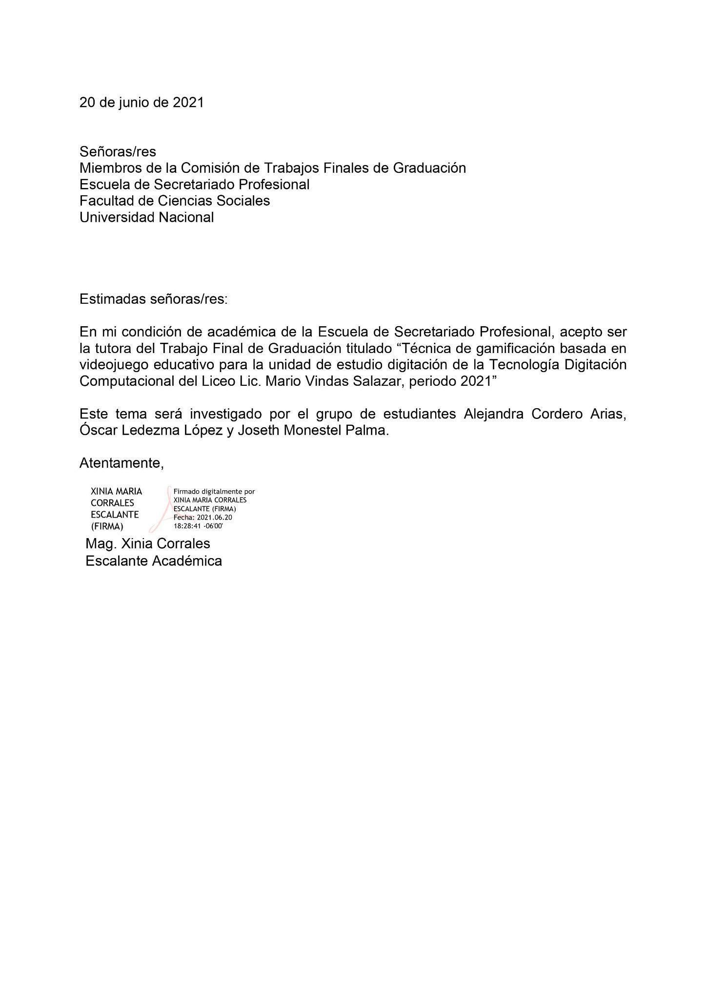 20 de junio de 2021
Señoras/res
Miembros de la Comisión de Trabajos Finales de Graduación
Escuela de Secretariado Profesional
Facultad de Ciencias Sociales
Universidad Nacional
Estimadas señoras/res:
En mi condición de académica de la Escuela de Secretariado Profesional, acepto ser
la tutora del Trabajo Final de Graduación titulado “Técnica de gamificación basada en
videojuego educativo para la unidad de estudio digitación de la Tecnología Digitación
Computacional del Liceo Lic. Mario Vindas Salazar, periodo 2021”
Este tema será investigado por el grupo de estudiantes Alejandra Cordero Arias,
Óscar Ledezma López y Joseth Monestel Palma.
Atentamente,
XINIA MARIA
CORRALES
ESCALANTE
(FIRMA)
Firmado digitalmente por
XINIA MARIA CORRALES
ESCALANTE (FIRMA)
Fecha: 2021.06.20
18:28:41 -06'00'
Mag. Xinia Corrales
Escalante Académica